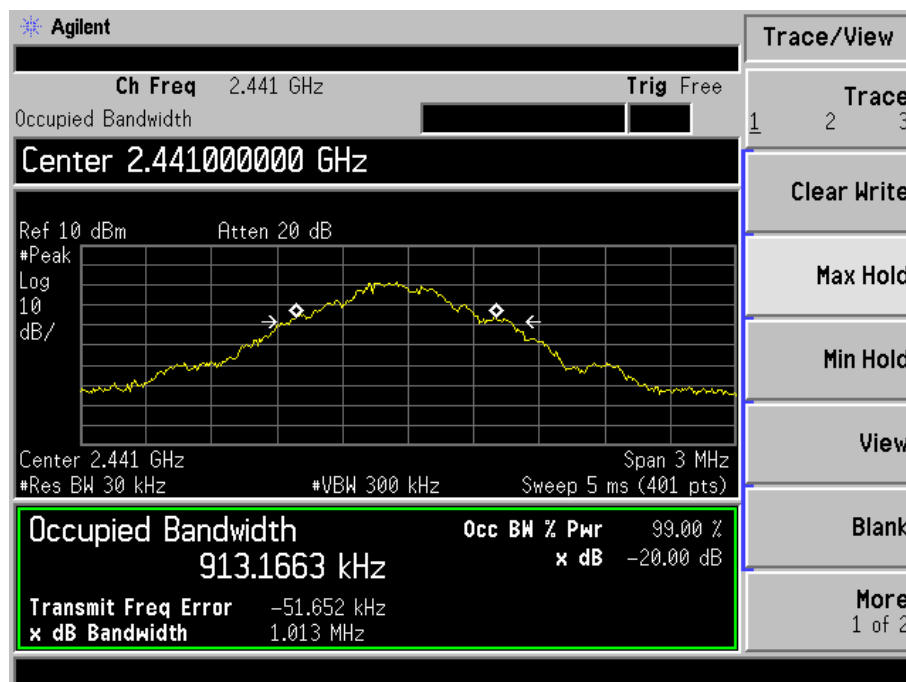 Agilent
Ch Freq 2.441 GHz Trig Free
Occupied Bandwidth
Center 2.441000000 GHz
Ref 10 dBm Atten 20 dB
#Peak
Log
10
dB/
Center 2.441 GHz Span 3 MHz
#Res BW 30 kHz #VBW 300 kHz Sweep 5 ms (401 pts)
Occupied Bandwidth Occ BW % Pwr 99.00 %
913.1663 kHz x dB -20.00 dB
Transmit Freq Error -51.652 kHz
x dB Bandwidth 1.013 MHz
Trace/View
Trace
1 2 3
Clear Write
Max Hold
Min Hold
View
Blank
More
1 of 2